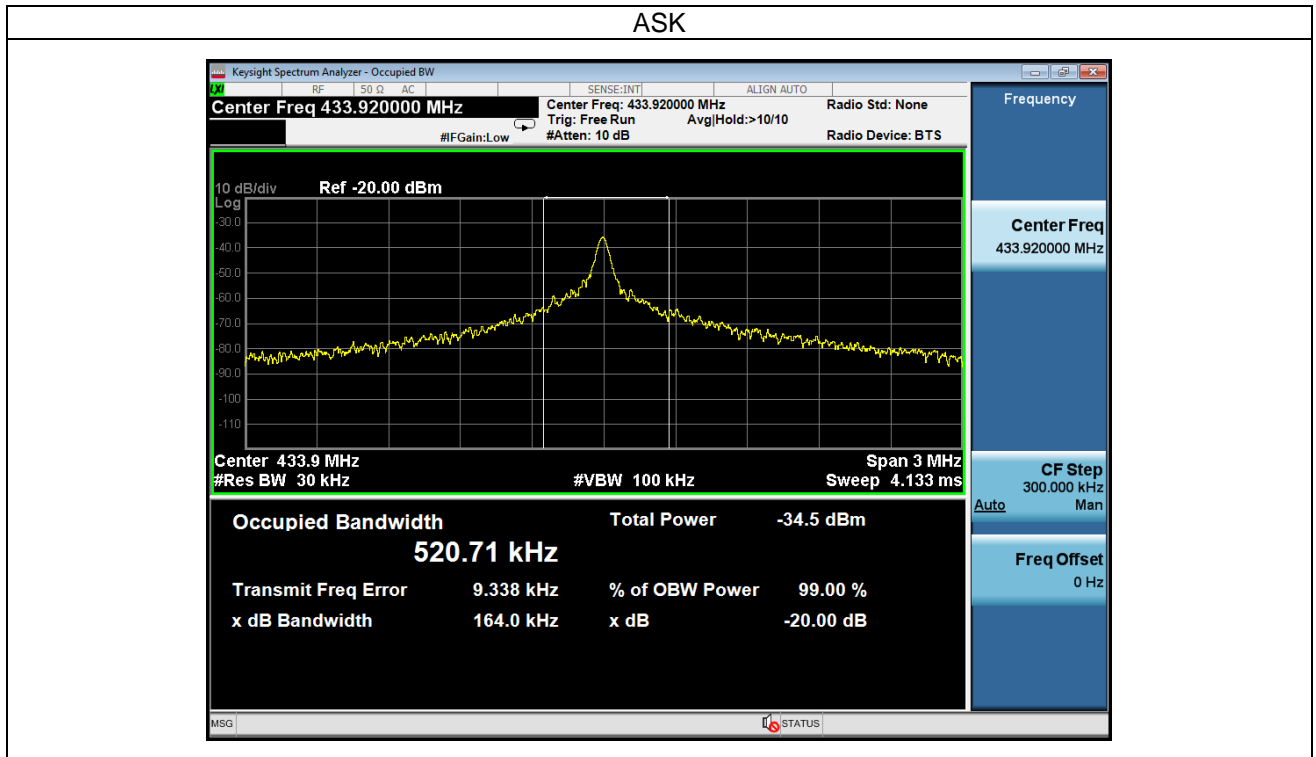 ASK
Keysight Spectrum Analyzer - Occupied BW
LXI RF 50 Ω AC SENSE:INT ALIGN AUTO
Center Freq 433.920000 MHz
Center Freq: 433.920000 MHz Radio Std: None
Trig: Free Run Avg|Hold:>10/10
#IFGain:Low #Atten: 10 dB Radio Device: BTS
10 dB/div Ref -20.00 dBm
Log
-30.0
-40.0
-50.0
-60.0
-70.0
-80.0
-90.0
-100
-110
Center 433.9 MHz Span 3 MHz
#Res BW 30 kHz #VBW 100 kHz Sweep 4.133 ms
Occupied Bandwidth Total Power -34.5 dBm
520.71 kHz
Transmit Freq Error 9.338 kHz % of OBW Power 99.00 %
x dB Bandwidth 164.0 kHz x dB -20.00 dB
MSG STATUS
Frequency
Center Freq
433.920000 MHz
CF Step
300.000 kHz
Auto Man
Freq Offset
0 Hz